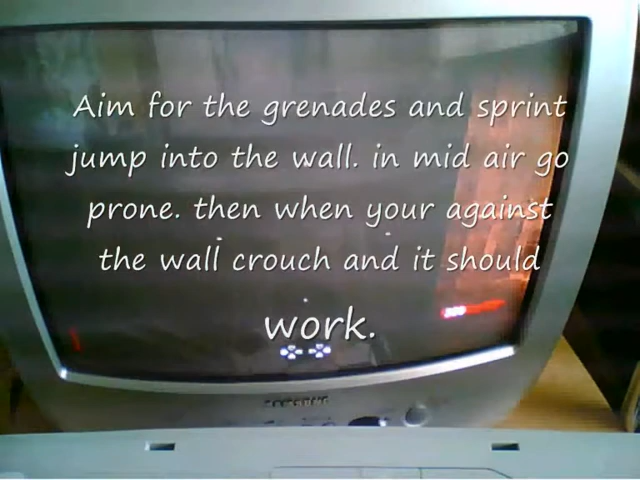 Aim for the grenades and sprint
jump into the wall. in mid air go
prone. then when your against
the wall crouch and it should
work.
SAMSUNG